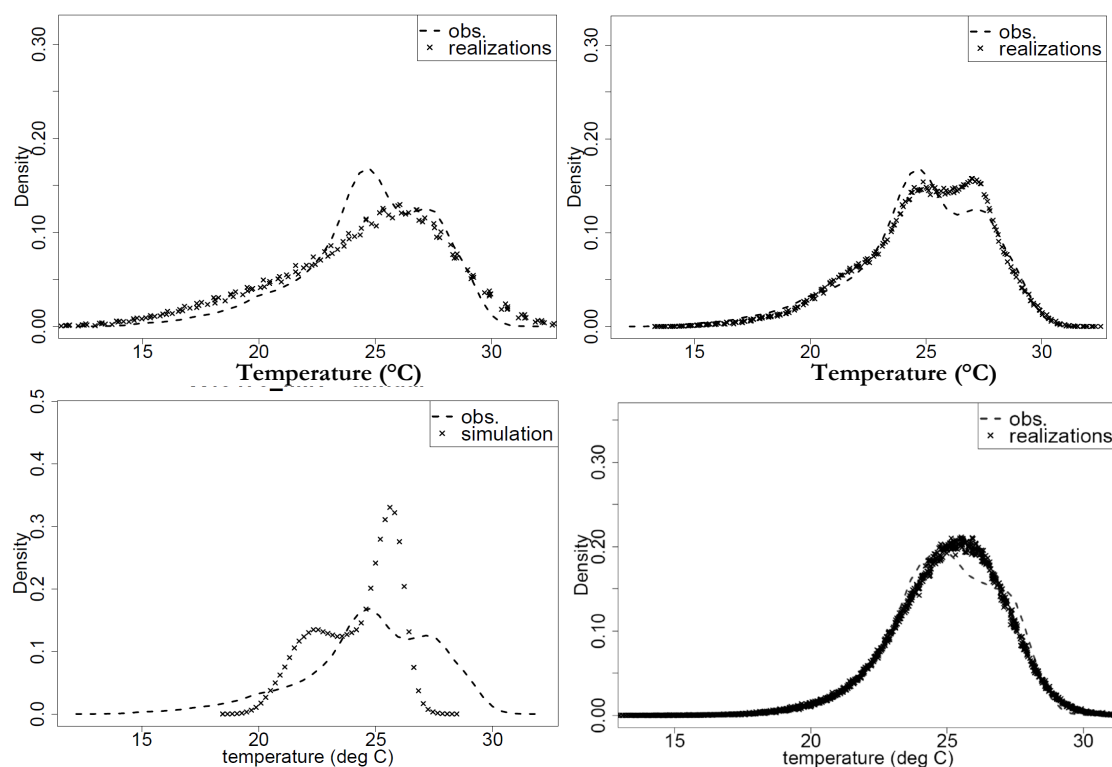 obs.
realizations
Density
0.00 0.10 0.20 0.30
15 20 25 30
Temperature (°C)
obs.
realizations
Density
0.00 0.10 0.20 0.30
15 20 25 30
Temperature (°C)
obs.
simulation
Density
0.0 0.1 0.2 0.3 0.4 0.5
15 20 25 30
temperature (deg C)
obs.
realizations
Density
0.00 0.10 0.20 0.30
15 20 25 30
temperature (deg C)